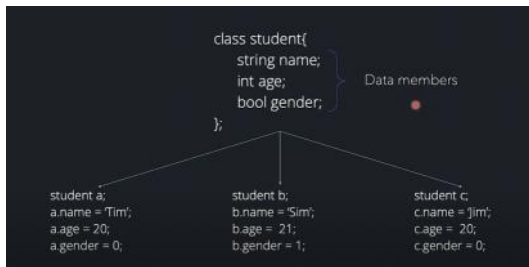 class student{
string name;
int age;
bool gender;
};
Data members
student a;
a.name = 'Tim';
a.age = 20;
a.gender = 0;
student b;
b.name = 'Sim';
b.age = 21;
b.gender = 1;
student c;
c.name = 'Jim';
c.age = 20;
c.gender = 0;